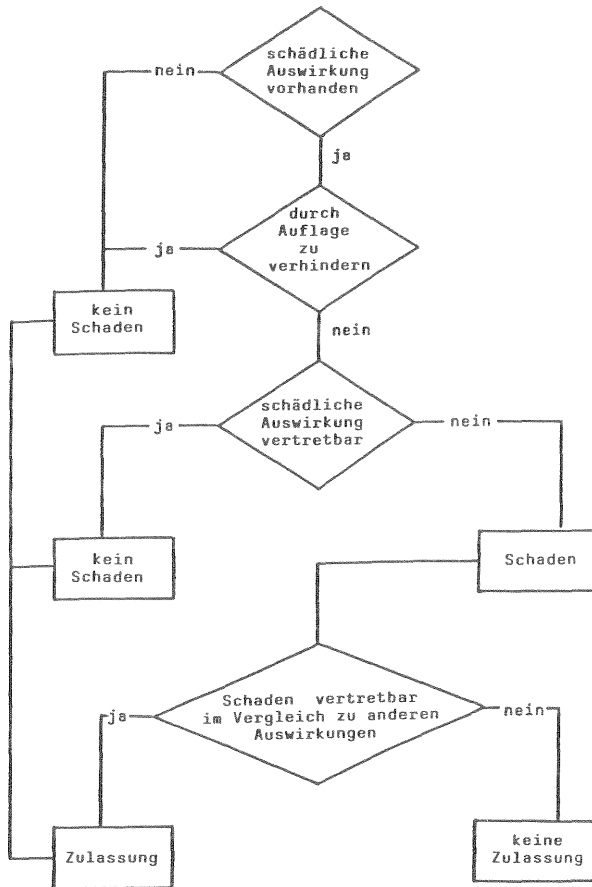 schädliche
Auswirkung
vorhanden
nein
ja
durch
Auflage
zu
verhindern
ja
kein
Schaden
nein
schädliche
Auswirkung
vertretbar
ja
nein
kein
Schaden
Schaden
Schaden vertretbar
im Vergleich zu anderen
Auswirkungen
ja
nein
Zulassung
keine
Zulassung